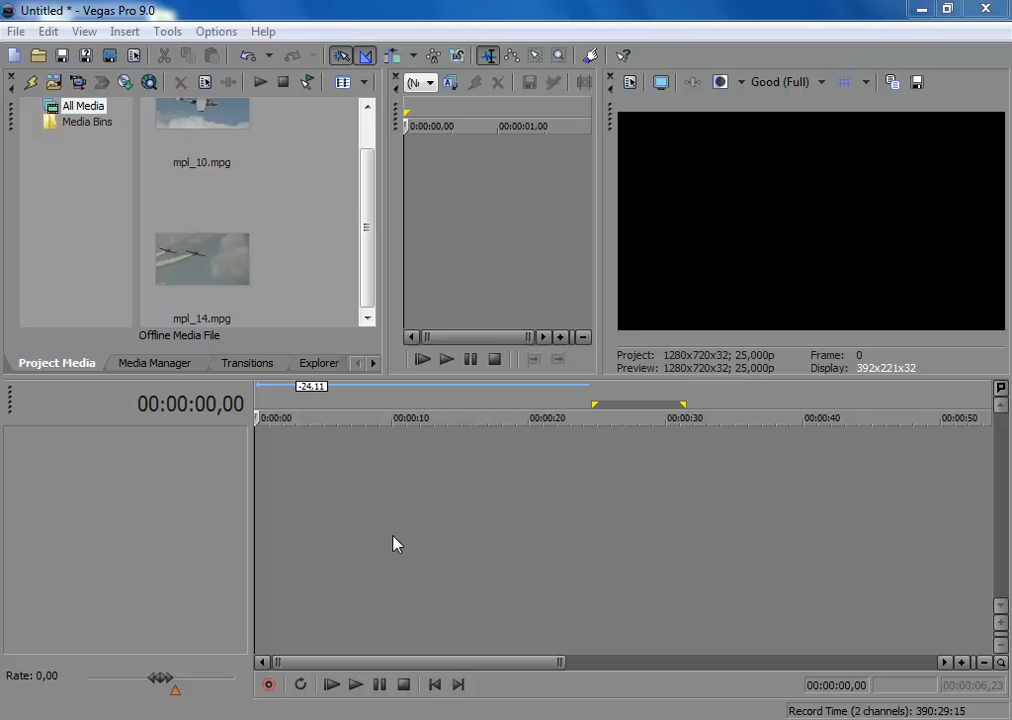 Untitled * - Vegas Pro 9.0
File Edit View Insert Tools Options Help
All Media
Media Bins
mpl_10.mpg
mpl_14.mpg
Offline Media File
Project Media Media Manager Transitions Explorer
0:00:00,00 0:00:01,00
Good (Full)
Project: 1280x720x32; 25,000p Frame: 0
Preview: 1280x720x32; 25,000p Display: 392x221x32
-24.11
00:00:00,00
0:00:00 00:00:10 00:00:20 00:00:30 00:00:40 00:00:50
Rate: 0,00
00:00:00,00 00:00:06,23
Record Time (2 channels): 390:29:15